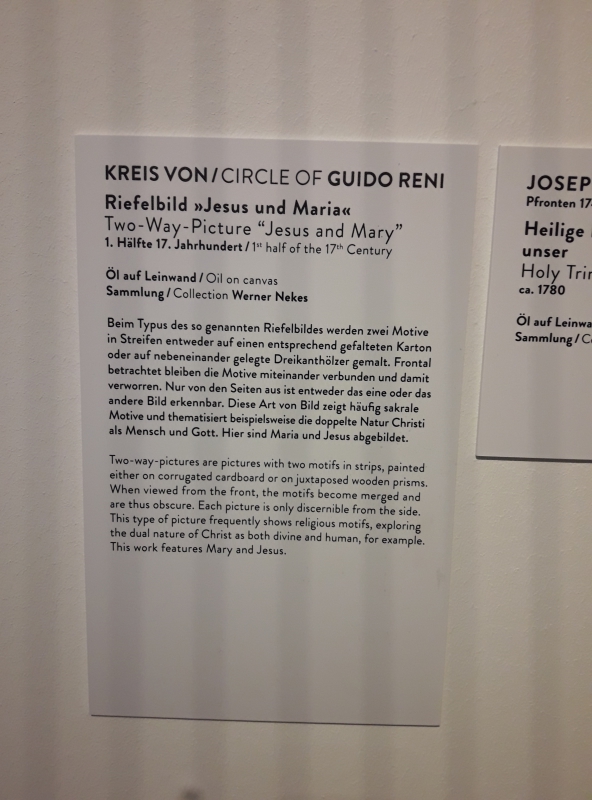 KREIS VON / CIRCLE OF GUIDO RENI
Riefelbild »Jesus und Maria«
Two-Way-Picture “Jesus and Mary”
1. Hälfte 17. Jahrhundert / 1st half of the 17th Century
Öl auf Leinwand / Oil on canvas
Sammlung / Collection Werner Nekes
Beim Typus des so genannten Riefelbildes werden zwei Motive
in Streifen entweder auf einen entsprechend gefalteten Karton
oder auf nebeneinander gelegte Dreikanthölzer gemalt. Frontal
betrachtet bleiben die Motive miteinander verbunden und damit
verworren. Nur von den Seiten aus ist entweder das eine oder das
andere Bild erkennbar. Diese Art von Bild zeigt häufig sakrale
Motive und thematisiert beispielsweise die doppelte Natur Christi
als Mensch und Gott. Hier sind Maria und Jesus abgebildet.
Two-way-pictures are pictures with two motifs in strips, painted
either on corrugated cardboard or on juxtaposed wooden prisms.
When viewed from the front, the motifs become merged and
are thus obscure. Each picture is only discernible from the side.
This type of picture frequently shows religious motifs, exploring
the dual nature of Christ as both divine and human, for example.
This work features Mary and Jesus.
JOSEP
Pfronten 17
Heilige
unser
Holy Tri
ca. 1780
Öl auf Leinwa
Sammlung / C